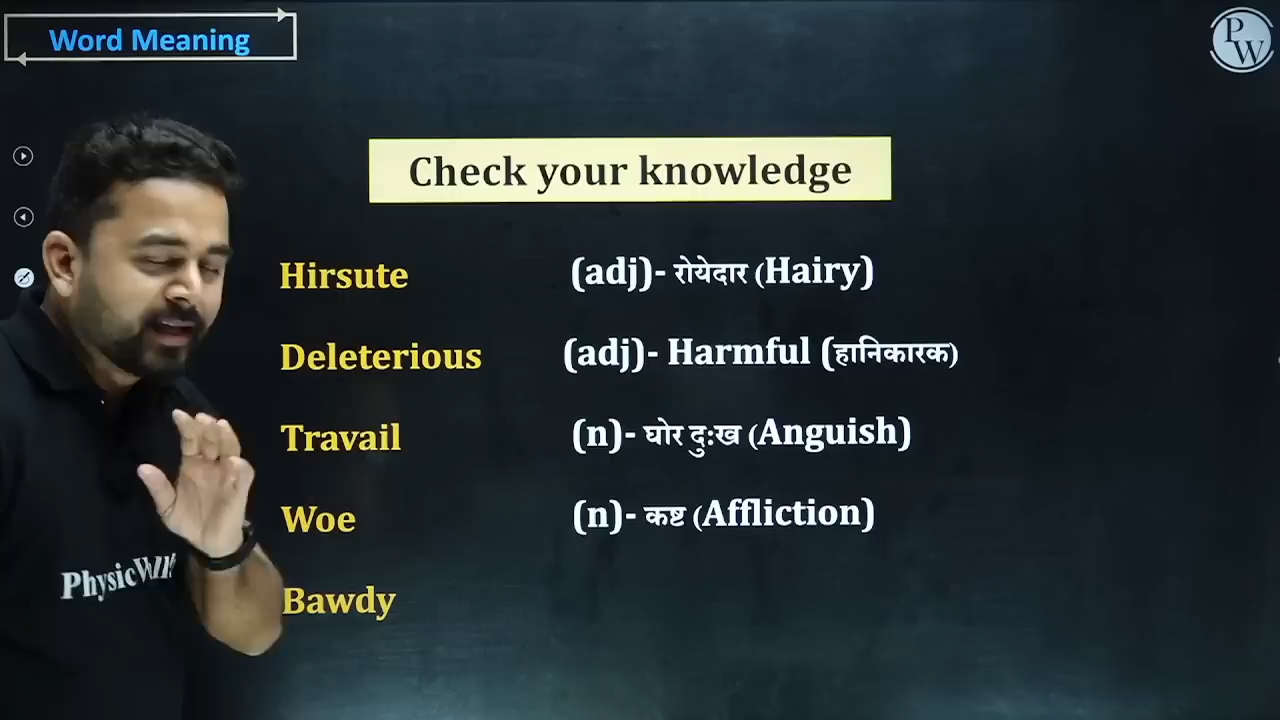 Word Meaning
PW
Check your knowledge
Hirsute (adj)- रोयेदार (Hairy)
Deleterious (adj)- Harmful (हानिकारक)
Travail (n)- घोर दुःख (Anguish)
Woe (n)- कष्ट (Affliction)
Bawdy